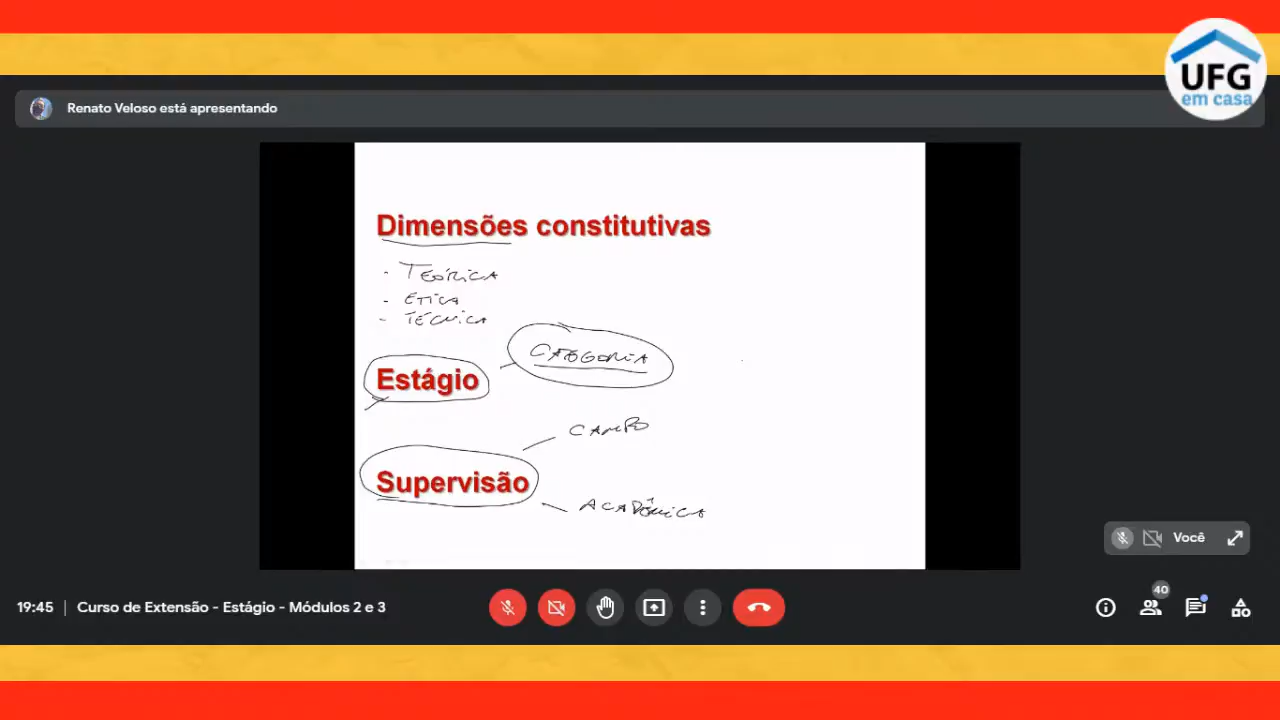 UFG
em casa
Renato Veloso está apresentando
Dimensões constitutivas
- TEÓRICA
- ÉTICA
- TÉCNICA
CATEGORIA
Estágio
CAMPO
Supervisão
ACADÊMICA
Você
19:45 | Curso de Extensão - Estágio - Módulos 2 e 3
40